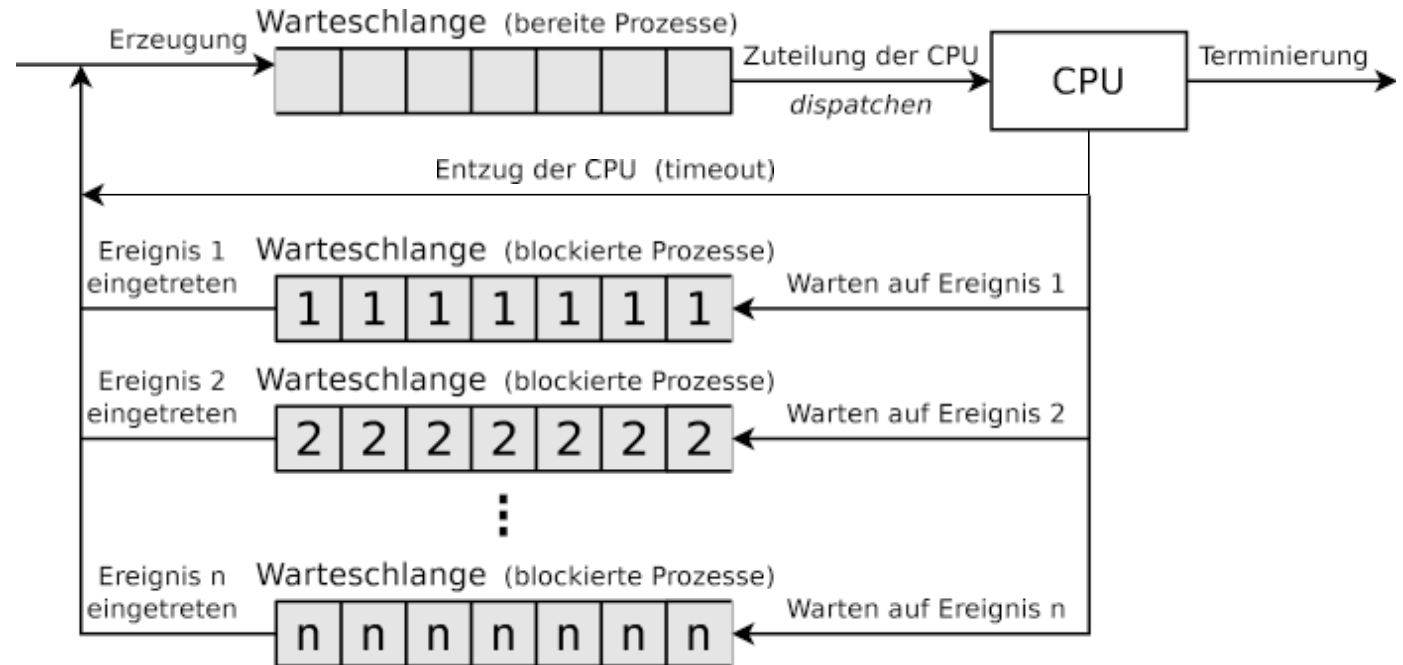 Warteschlange (bereite Prozesse)
Erzeugung
Zuteilung der CPU
dispatchen
CPU
Terminierung
Entzug der CPU (timeout)
Ereignis 1
eingetreten
Warteschlange (blockierte Prozesse)
1 1 1 1 1 1 1
Warten auf Ereignis 1
Ereignis 2
eingetreten
Warteschlange (blockierte Prozesse)
2 2 2 2 2 2 2
Warten auf Ereignis 2
Ereignis n
eingetreten
Warteschlange (blockierte Prozesse)
n n n n n n n
Warten auf Ereignis n